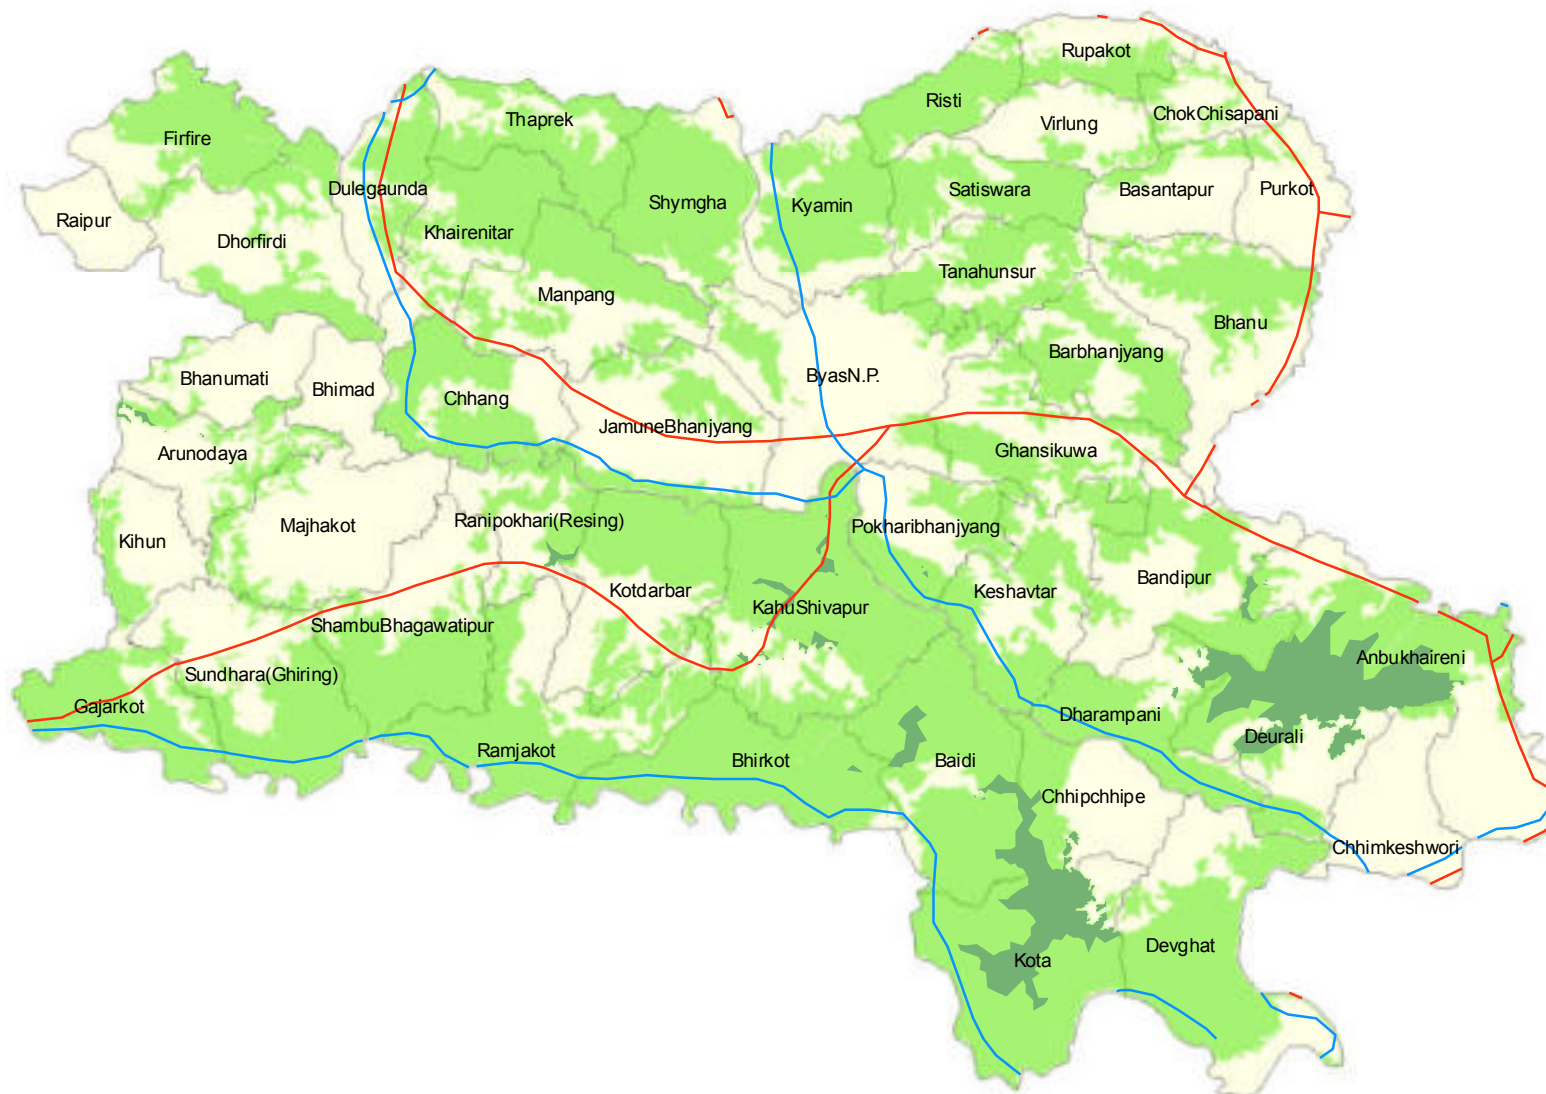 Rupakot
Risti
ChokChisapani
Thaprek
Virlung
Firfire
Dulegaunda
Satiswara
Basantapur
Purkot
Shymgha
Kyamin
Raipur
Khairenitar
Dhorfirdi
Tanahunsur
Manpang
Bhanu
Barbhanjyang
Bhanumati
ByasN.P.
Bhimad
Chhang
JamuneBhanjyang
Ghansikuwa
Arunodaya
Ranipokhari(Resing)
Majhakot
Pokharibhanjyang
Kihun
Bandipur
Kotdarbar
Keshavtar
KahuShivapur
ShambuBhagawatipur
Anbukhaireni
Sundhara(Ghiring)
Gajarkot
Dharampani
Deurali
Ramjakot
Bhirkot
Baidi
Chhipchhipe
Chhimkeshwori
Devghat
Kota